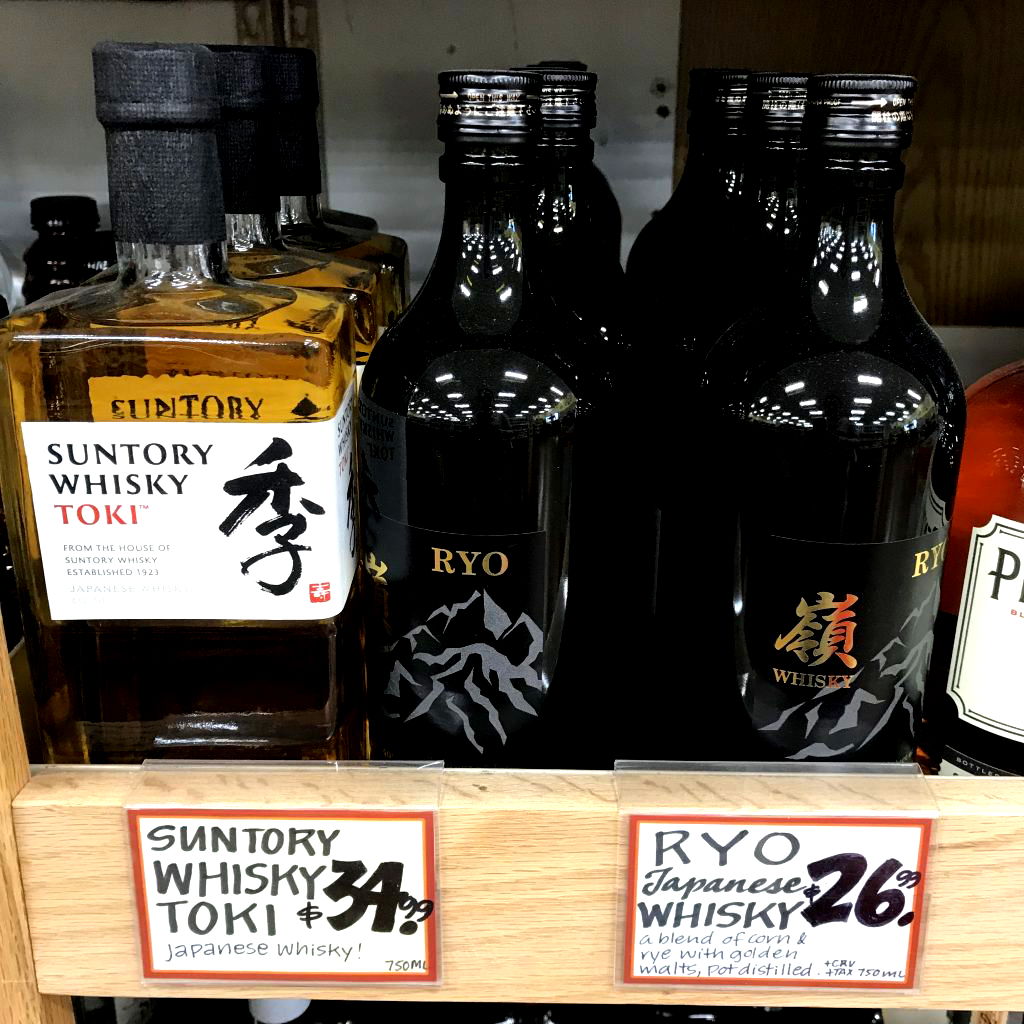 SUNTORY
SUNTORY
WHISKY
TOKI™
季
FROM THE HOUSE OF
SUNTORY WHISKY
ESTABLISHED 1923
JAPANESE WHISKY
RYO
RYO
嶺
WHISKY
SUNTORY
WHISKY
TOKI $34.99
Japanese Whisky!
750ML
RYO
Japanese
WHISKY $26.99
a blend of corn &
rye with golden
malts, pot distilled. +CRV
+TAX 750ML